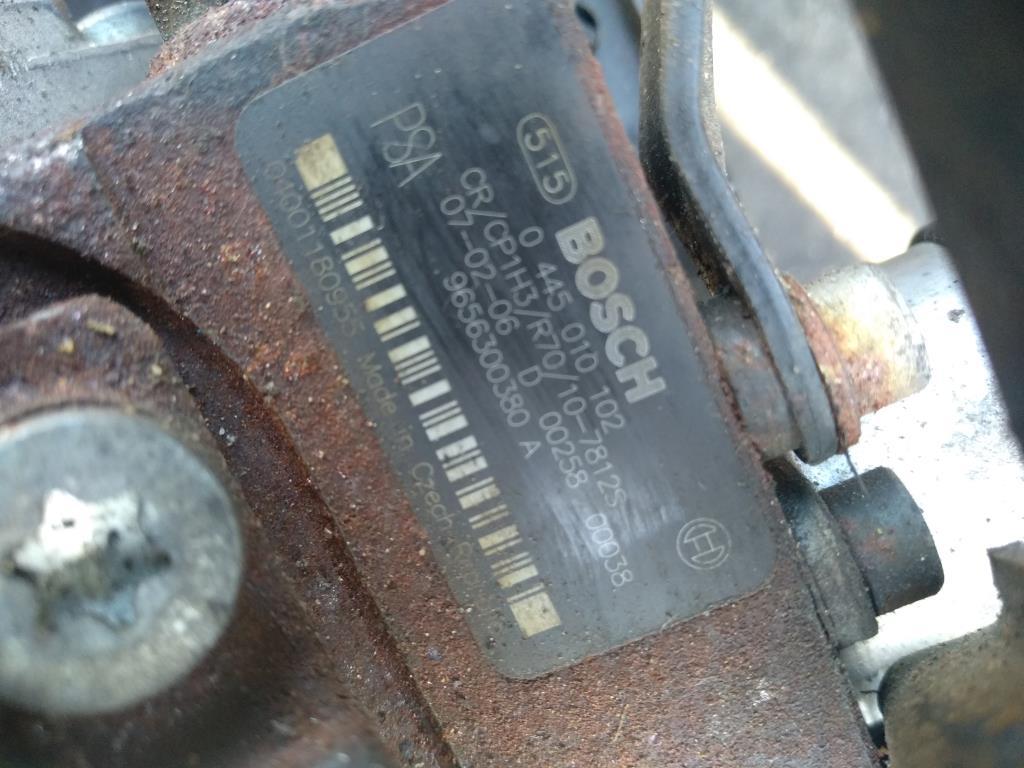 515 BOSCH
0 445 010 102
CR/CP1H3/R70/10-7812S
07-02-06 D 00258 00038
PSA 9656300380 A
0400118095 Made in Czech